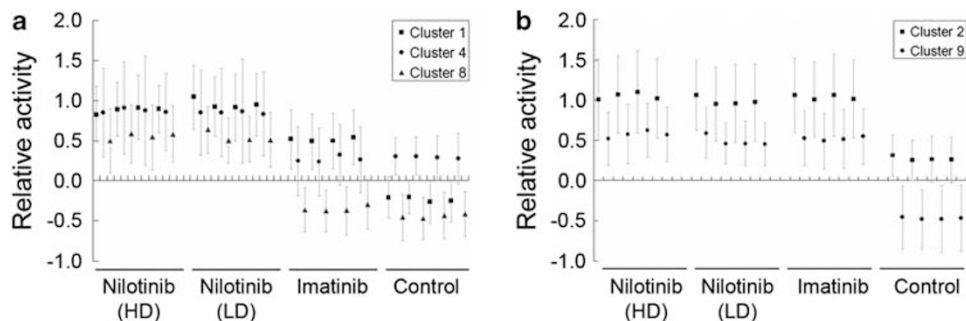 a
Relative activity
2.0
1.5
1.0
0.5
0.0
-0.5
-1.0
Cluster 1
Cluster 4
Cluster 8
Nilotinib Nilotinib Imatinib Control
(HD) (LD)
b
Relative activity
2.0
1.5
1.0
0.5
0.0
-0.5
-1.0
Cluster 2
Cluster 9
Nilotinib Nilotinib Imatinib Control
(HD) (LD)